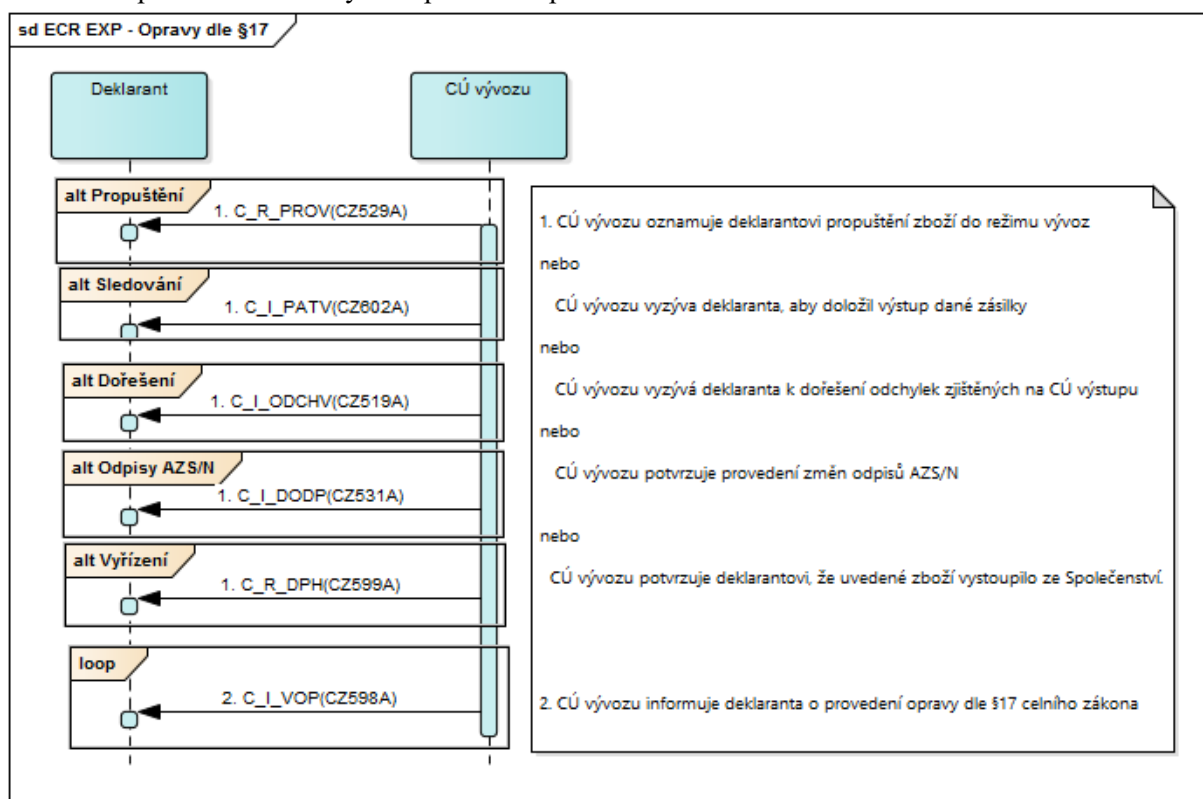 sd ECR EXP - Opravy dle §17
Deklarant
CÚ vývozu
alt Propuštění
1. C_R_PROV(CZ529A)
alt Sledování
1. C_I_PATV(CZ602A)
alt Dořešení
1. C_I_ODCHV(CZ519A)
alt Odpisy AZS/N
1. C_I_DODP(CZ531A)
alt Vyřízení
1. C_R_DPH(CZ599A)
loop
2. C_I_VOP(CZ598A)
1. CÚ vývozu oznamuje deklarantovi propuštění zboží do režimu vývoz
nebo
CÚ vývozu vyzýva deklaranta, aby doložil výstup dané zásilky
nebo
CÚ vývozu vyzývá deklaranta k dořešení odchylek zjištěných na CÚ výstupu
nebo
CÚ vývozu potvrzuje provedení změn odpisů AZS/N
nebo
CÚ vývozu potvrzuje deklarantovi, že uvedené zboží vystoupilo ze Společenství.
2. CÚ vývozu informuje deklaranta o provedení opravy dle §17 celního zákona